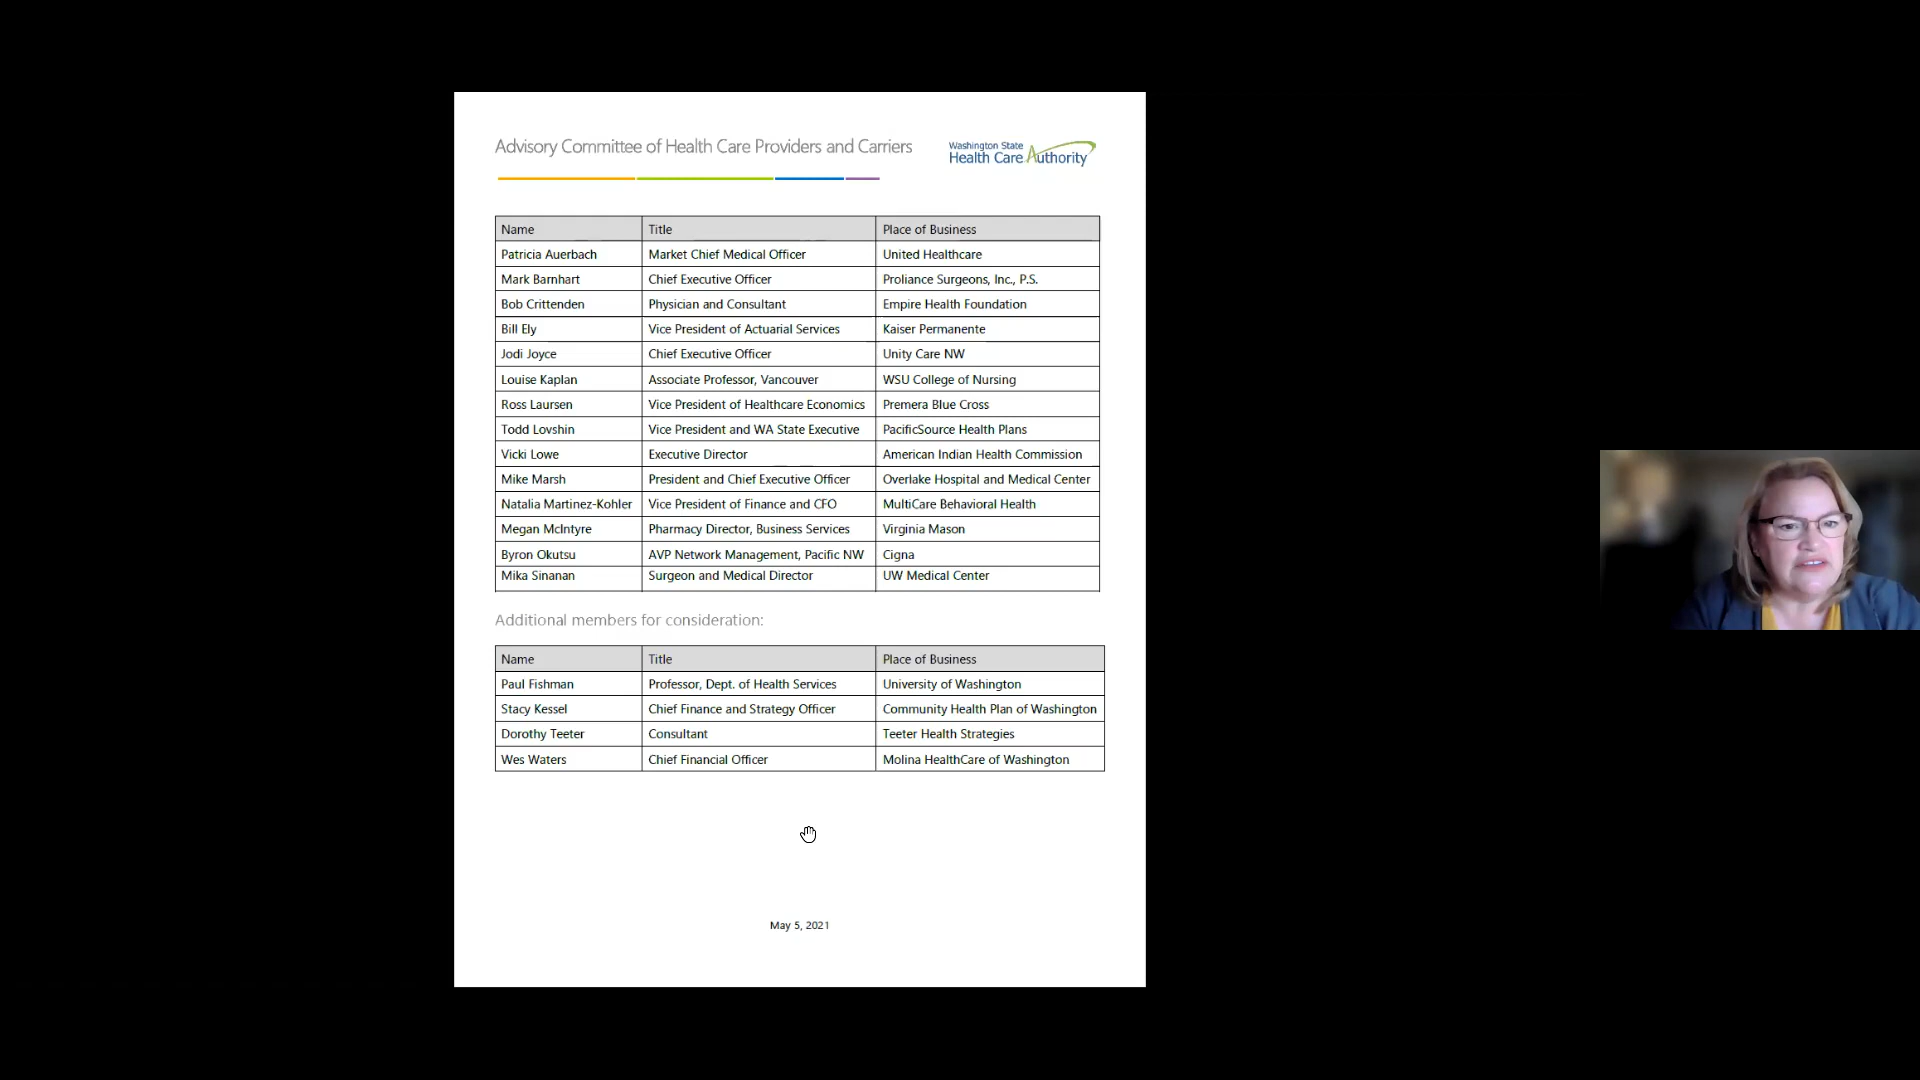 Advisory Committee of Health Care Providers and Carriers
Washington State
Health Care Authority
Name Title Place of Business
Patricia Auerbach Market Chief Medical Officer United Healthcare
Mark Barnhart Chief Executive Officer Proliance Surgeons, Inc., P.S.
Bob Crittenden Physician and Consultant Empire Health Foundation
Bill Ely Vice President of Actuarial Services Kaiser Permanente
Jodi Joyce Chief Executive Officer Unity Care NW
Louise Kaplan Associate Professor, Vancouver WSU College of Nursing
Ross Laursen Vice President of Healthcare Economics Premera Blue Cross
Todd Lovshin Vice President and WA State Executive PacificSource Health Plans
Vicki Lowe Executive Director American Indian Health Commission
Mike Marsh President and Chief Executive Officer Overlake Hospital and Medical Center
Natalia Martinez-Kohler Vice President of Finance and CFO MultiCare Behavioral Health
Megan McIntyre Pharmacy Director, Business Services Virginia Mason
Byron Okutsu AVP Network Management, Pacific NW Cigna
Mika Sinanan Surgeon and Medical Director UW Medical Center
Additional members for consideration:
Name Title Place of Business
Paul Fishman Professor, Dept. of Health Services University of Washington
Stacy Kessel Chief Finance and Strategy Officer Community Health Plan of Washington
Dorothy Teeter Consultant Teeter Health Strategies
Wes Waters Chief Financial Officer Molina HealthCare of Washington
May 5, 2021